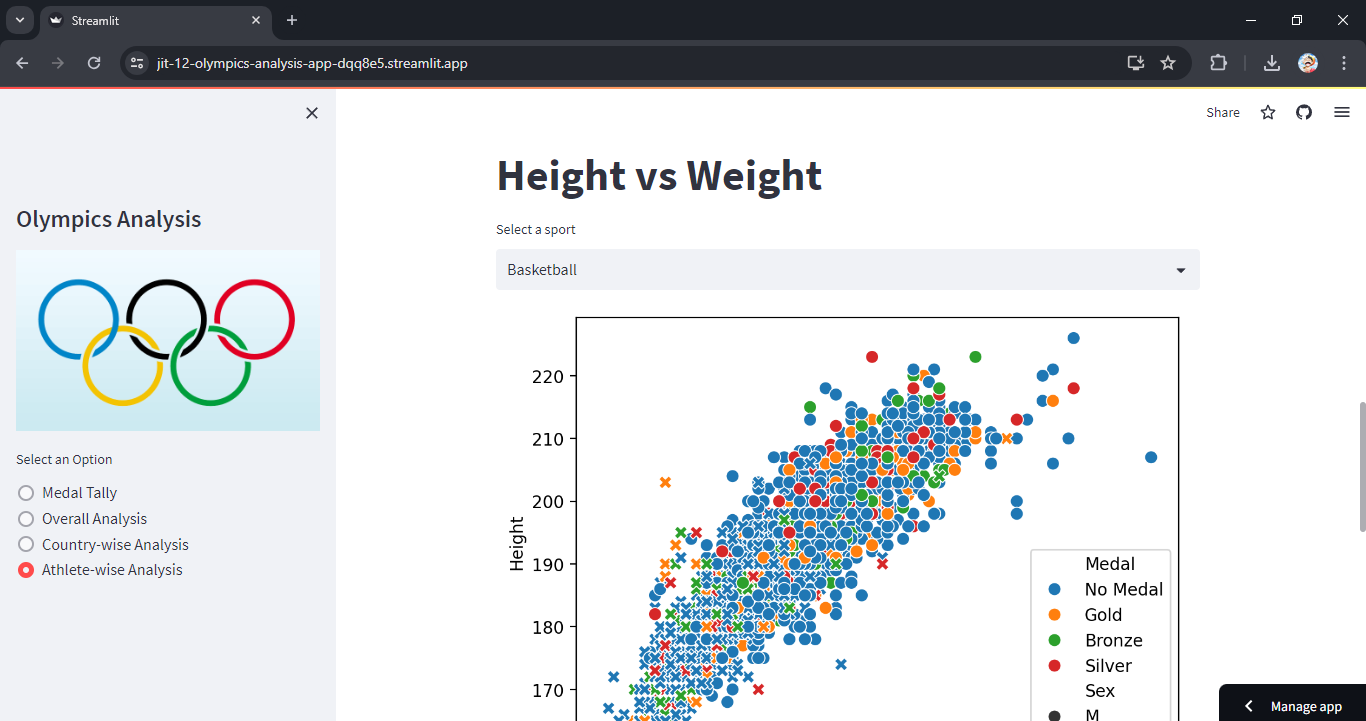 Streamlit
jit-12-olympics-analysis-app-dqq8e5.streamlit.app
Share
Olympics Analysis
Select an Option
Medal Tally
Overall Analysis
Country-wise Analysis
Athlete-wise Analysis
Height vs Weight
Select a sport
Basketball
220
210
200
190
180
170
Height
Medal
No Medal
Gold
Bronze
Silver
Sex
M
Manage app